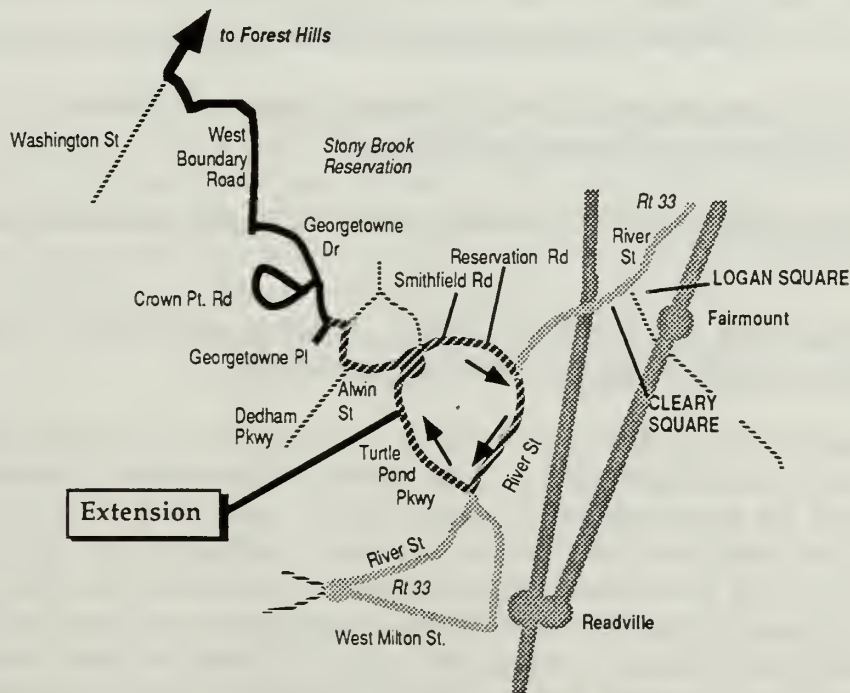 to Forest Hills
Washington St
West
Boundary
Road
Stony Brook
Reservation
Rt 33
River
St
Georgetowne
Dr
Reservation Rd
Smithfield Rd
LOGAN SQUARE
Crown Pt. Rd
Fairmount
Georgetowne Pl
Alwin
St
CLEARY
SQUARE
Dedham
Pkwy
Turtle
Pond
Pkwy
River St
Extension
River St
Rt 33
West Milton St.
Readville